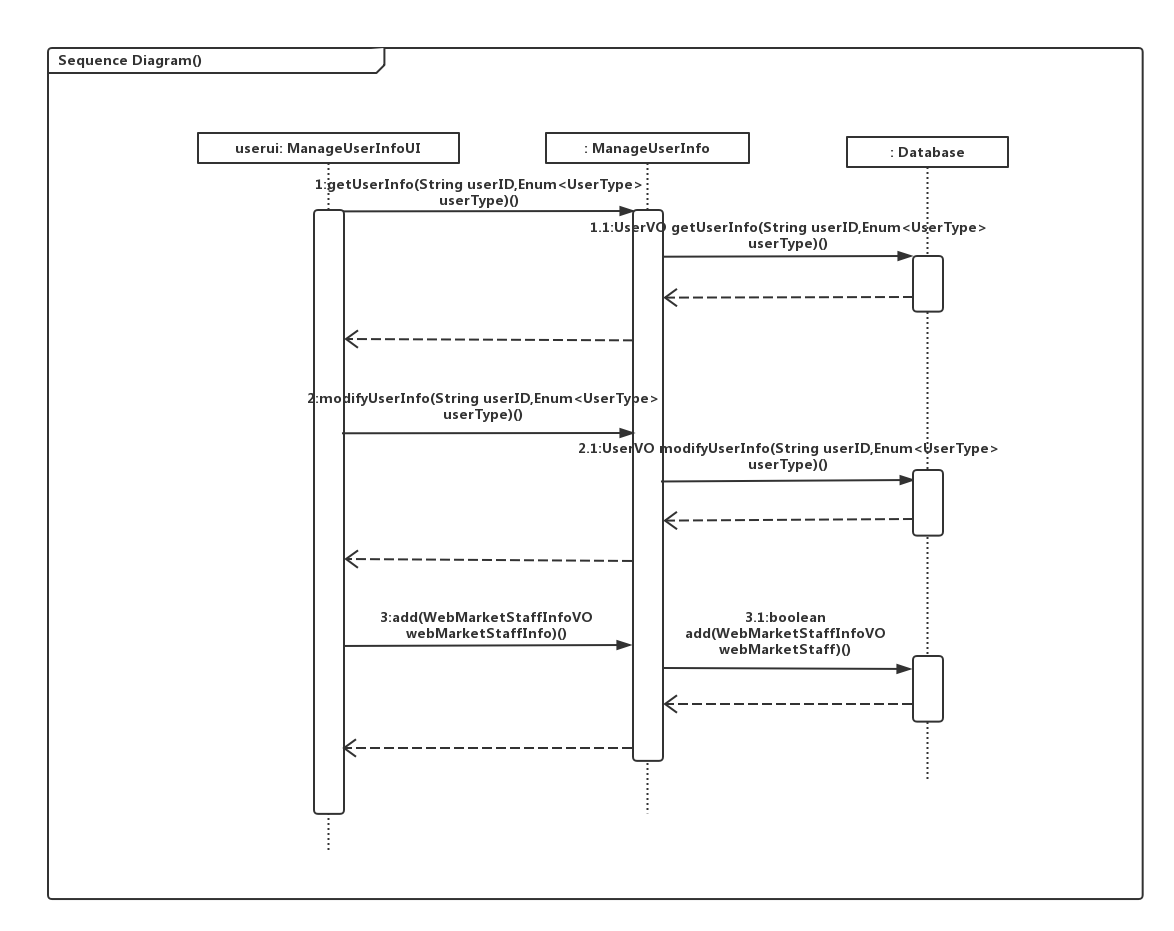 Sequence Diagram()
userui: ManageUserInfoUI
: ManageUserInfo
: Database
1:getUserInfo(String userID,Enum<UserType>
userType)()
1.1:UserVO getUserInfo(String userID,Enum<UserType>
userType)()
2:modifyUserInfo(String userID,Enum<UserType>
userType)()
2.1:UserVO modifyUserInfo(String userID,Enum<UserType>
userType)()
3:add(WebMarketStaffInfoVO
webMarketStaffInfo)()
3.1:boolean
add(WebMarketStaffInfoVO
webMarketStaff)()